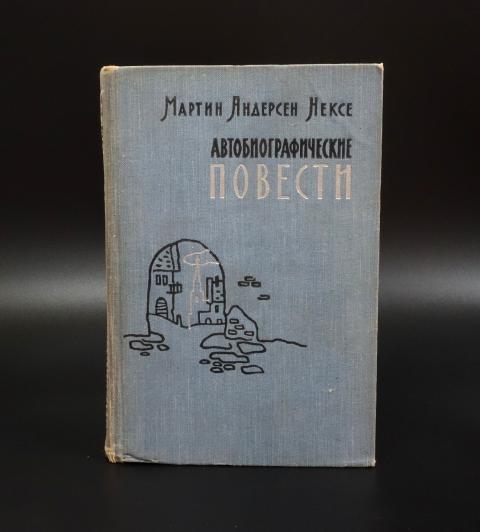 Мартин Андерсен Нексе
АВТОБИОГРАФИЧЕСКИЕ
ПОВЕСТИ